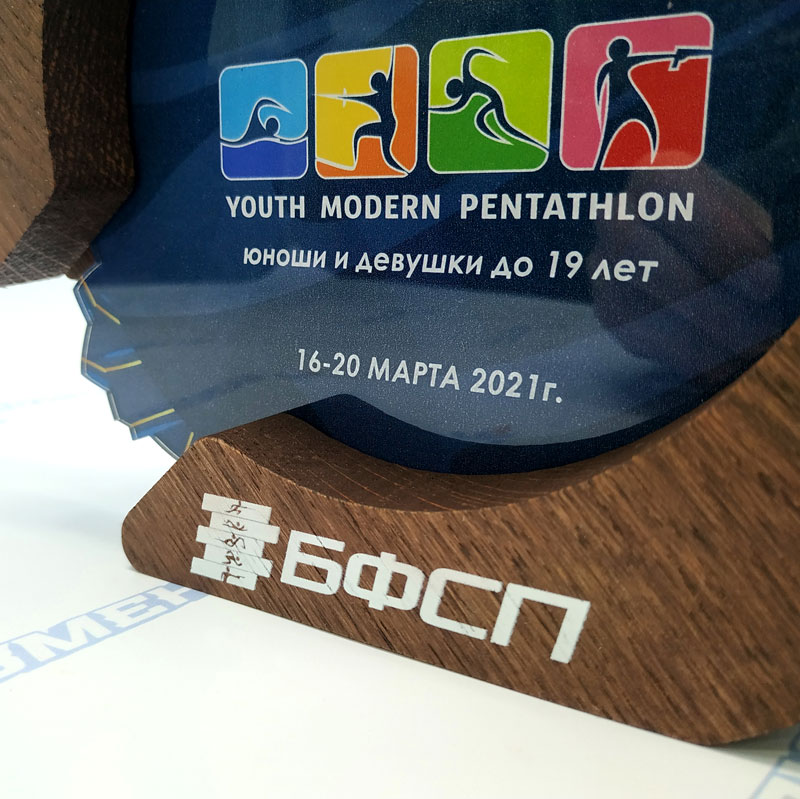 YOUTH MODERN PENTATHLON
юноши и девушки до 19 лет
16-20 МАРТА 2021г.
БФСП